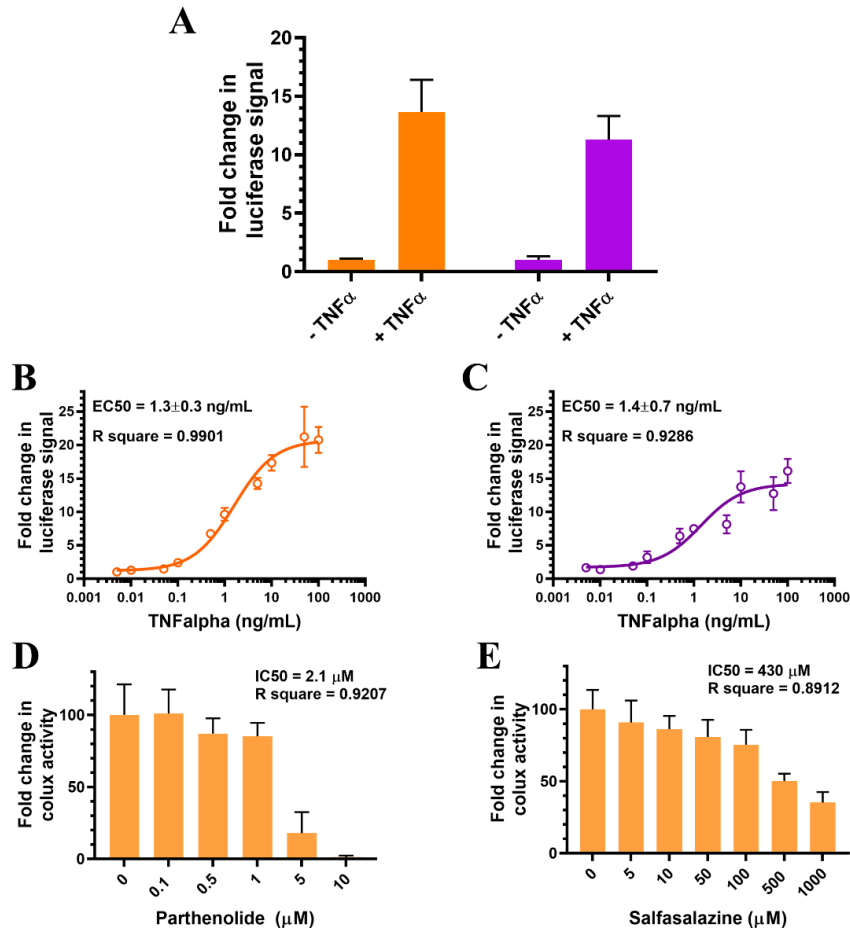 A
Fold change in
luciferase signal
20
15
10
5
0
- TNFα
+ TNFα
- TNFα
+ TNFα
B
Fold change in
luciferase signal
25
20
15
10
5
0
EC50 = 1.3±0.3 ng/mL
R square = 0.9901
0.001 0.01 0.1 1 10 100 1000
TNFalpha (ng/mL)
C
Fold change in
luciferase signal
25
20
15
10
5
0
EC50 = 1.4±0.7 ng/mL
R square = 0.9286
0.001 0.01 0.1 1 10 100 1000
TNFalpha (ng/mL)
D
Fold change in
colux activity
100
50
0
IC50 = 2.1 μM
R square = 0.9207
0 0.1 0.5 1 5 10
Parthenolide (μM)
E
Fold change in
colux activity
100
50
0
IC50 = 430 μM
R square = 0.8912
0 5 10 50 100 500 1000
Salfasalazine (μM)